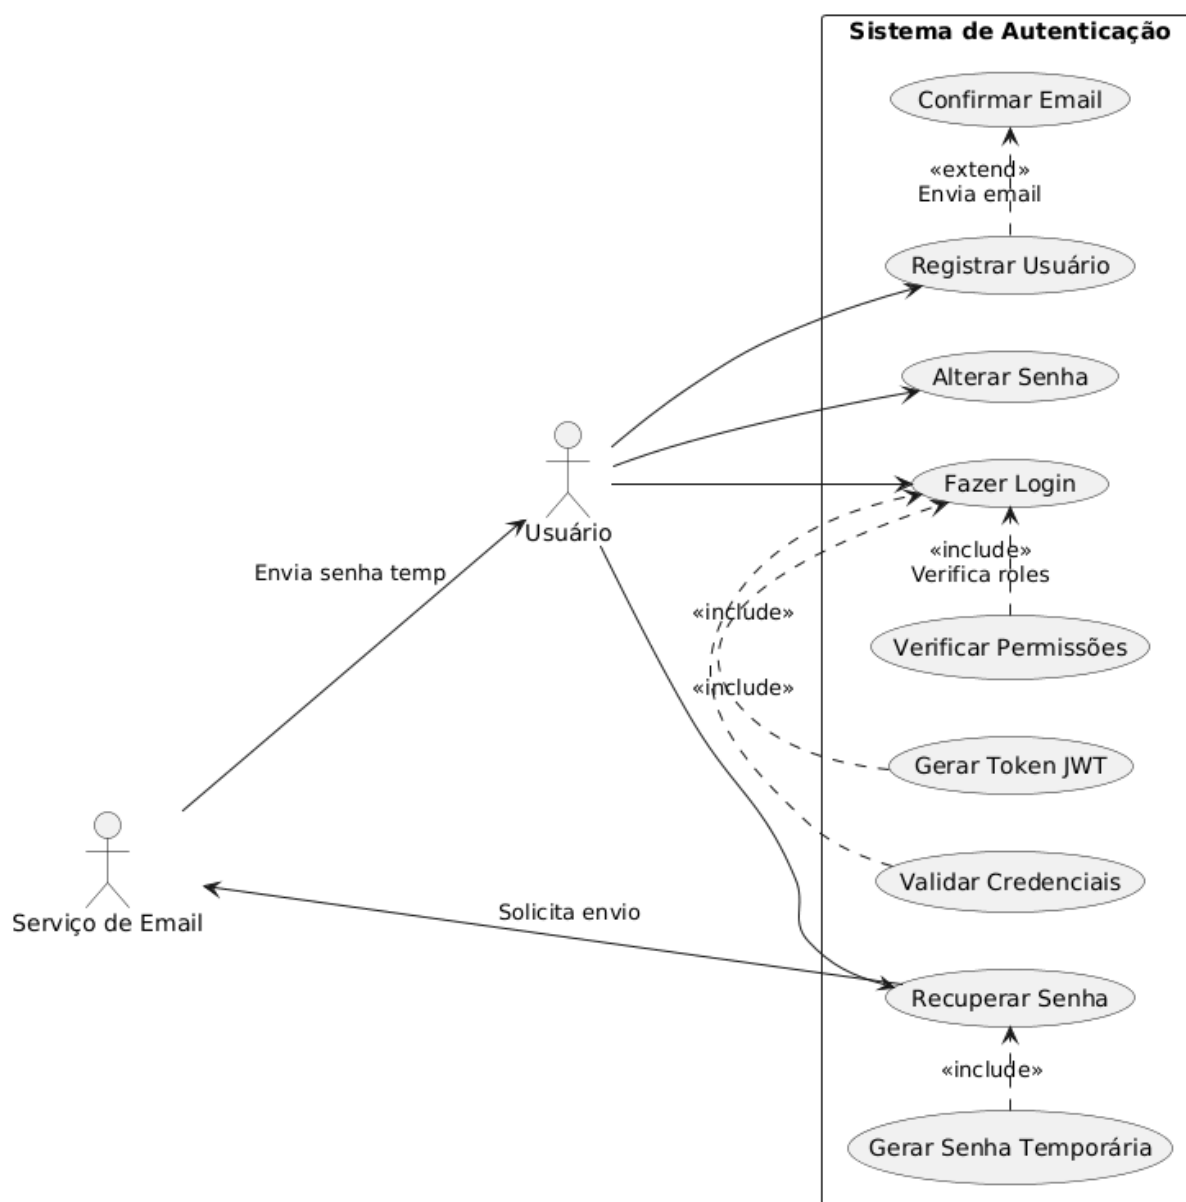 Sistema de Autenticação
Confirmar Email
«extend»
Envia email
Registrar Usuário
Alterar Senha
Fazer Login
Usuário
«include»
Verifica roles
Envia senha temp
«include»
Verificar Permissões
«include»
Gerar Token JWT
Validar Credenciais
Serviço de Email
Solicita envio
Recuperar Senha
«include»
Gerar Senha Temporária